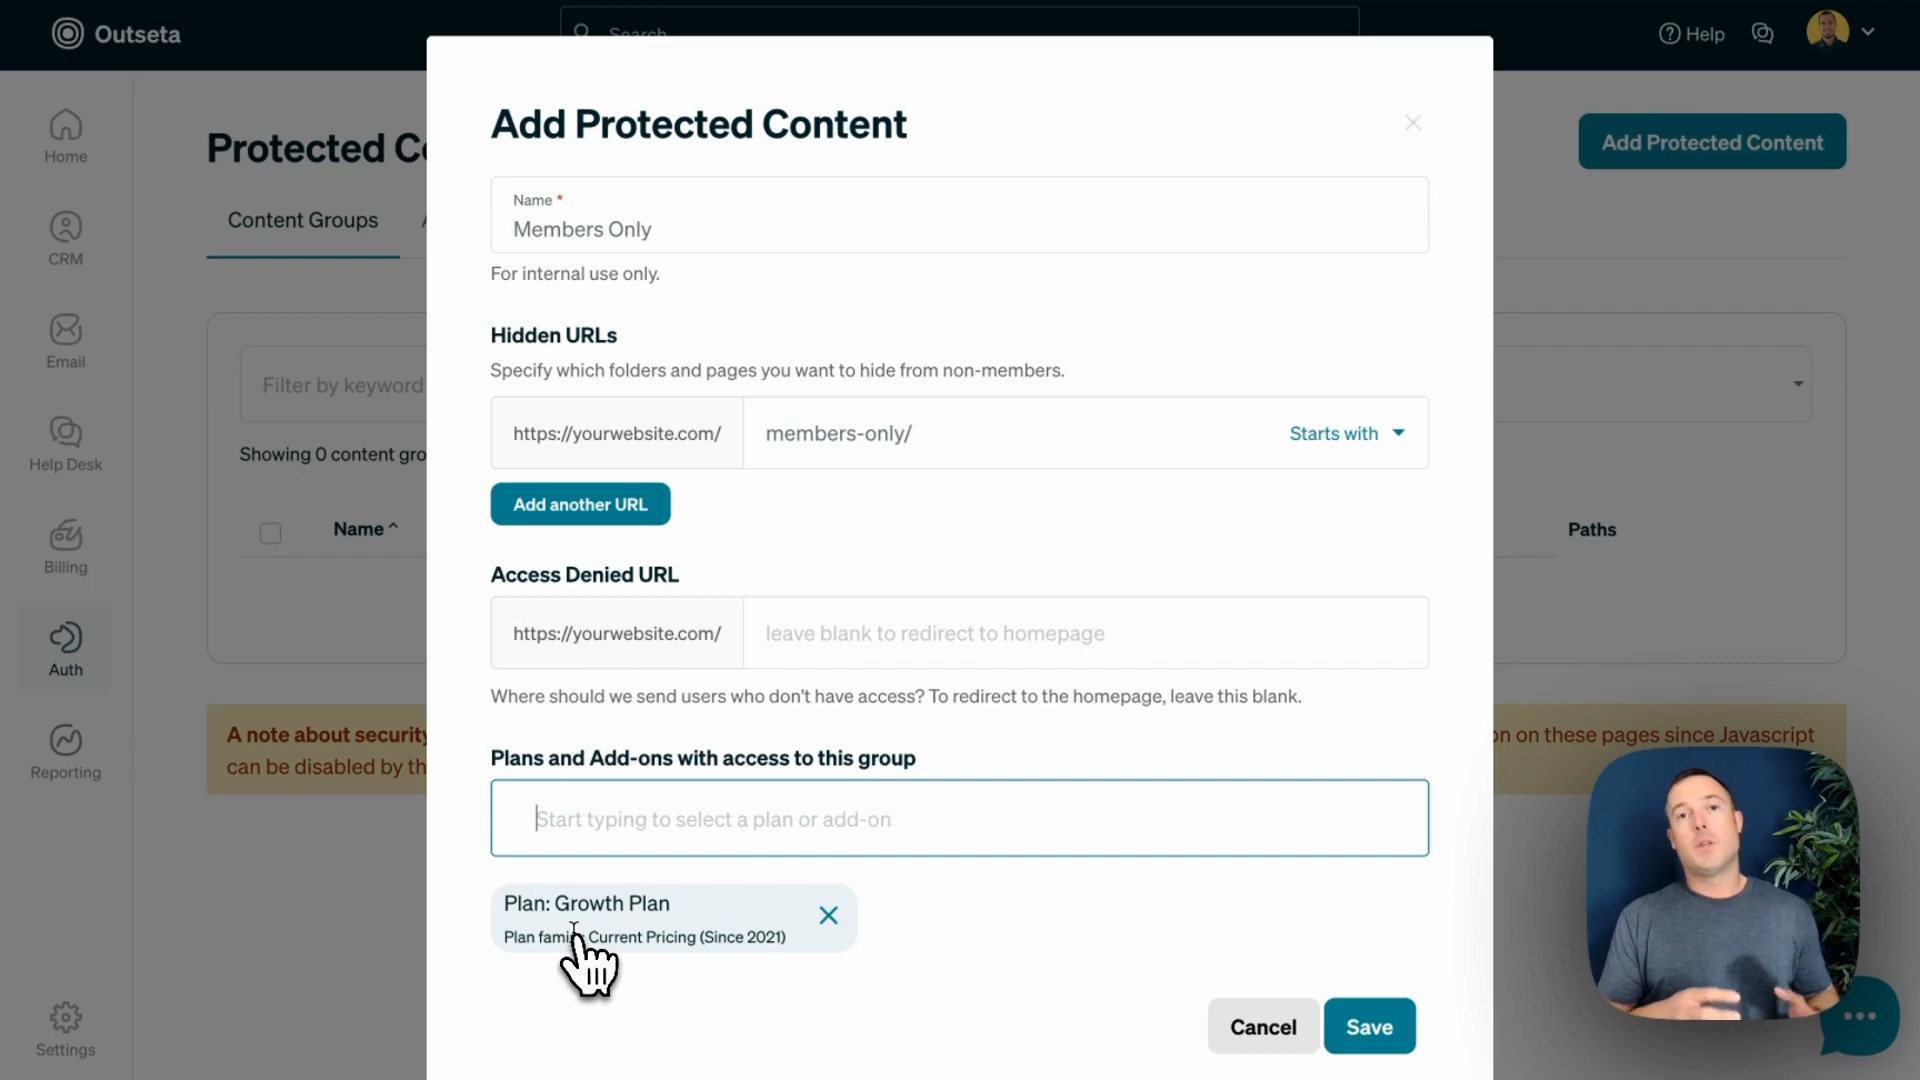 Outseta
Search
Help
Home
CRM
Email
Help Desk
Billing
Auth
Reporting
Settings
Protected C
Add Protected Content
Content Groups
Filter by keyword
Showing 0 content gro
Name
Paths
A note about security
can be disabled by th
on on these pages since Javascript
Add Protected Content
Name *
Members Only
For internal use only.
Hidden URLs
Specify which folders and pages you want to hide from non-members.
https://yourwebsite.com/ members-only/ Starts with
Add another URL
Access Denied URL
https://yourwebsite.com/ leave blank to redirect to homepage
Where should we send users who don't have access? To redirect to the homepage, leave this blank.
Plans and Add-ons with access to this group
Start typing to select a plan or add-on
Plan: Growth Plan
Plan family: Current Pricing (Since 2021)
Cancel Save